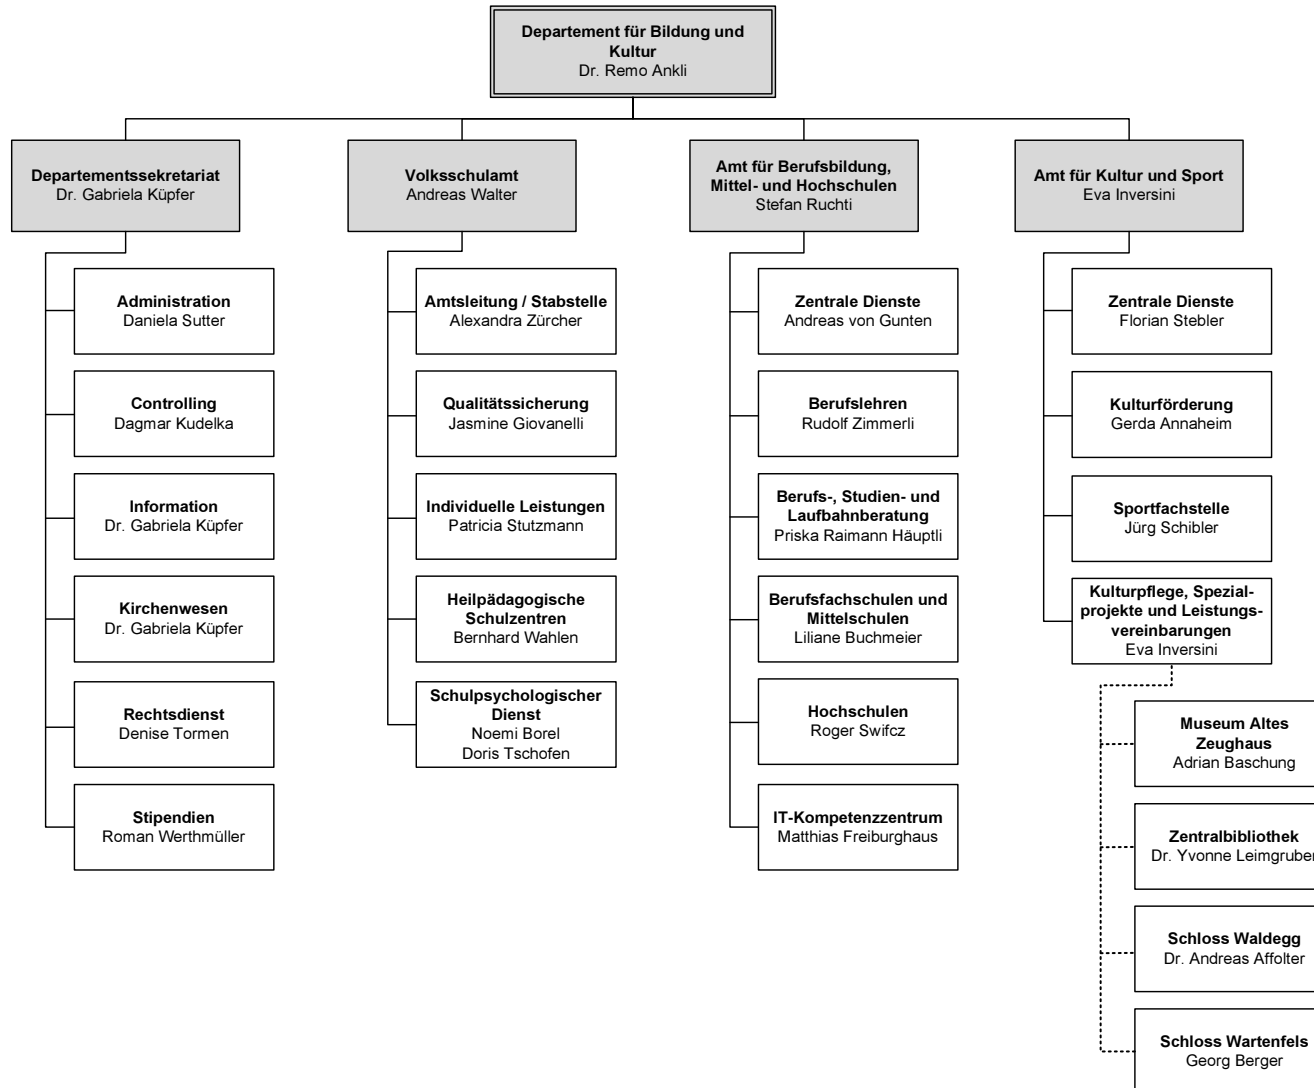 Departement für Bildung und
Kultur
Dr. Remo Ankli
Departementssekretariat
Dr. Gabriela Küpfer
Administration
Daniela Sutter
Controlling
Dagmar Kudelka
Information
Dr. Gabriela Küpfer
Kirchenwesen
Dr. Gabriela Küpfer
Rechtsdienst
Denise Tormen
Stipendien
Roman Werthmüller
Volksschulamt
Andreas Walter
Amtsleitung / Stabstelle
Alexandra Zürcher
Qualitätssicherung
Jasmine Giovanelli
Individuelle Leistungen
Patricia Stutzmann
Heilpädagogische
Schulzentren
Bernhard Wahlen
Schulpsychologischer
Dienst
Noemi Borel
Doris Tschofen
Amt für Berufsbildung,
Mittel- und Hochschulen
Stefan Ruchti
Zentrale Dienste
Andreas von Gunten
Berufslehren
Rudolf Zimmerli
Berufs-, Studien- und
Laufbahnberatung
Priska Raimann Häuptli
Berufsfachschulen und
Mittelschulen
Liliane Buchmeier
Hochschulen
Roger Swifcz
IT-Kompetenzzentrum
Matthias Freiburghaus
Amt für Kultur und Sport
Eva Inversini
Zentrale Dienste
Florian Stebler
Kulturförderung
Gerda Annaheim
Sportfachstelle
Jürg Schibler
Kulturpflege, Spezial-
projekte und Leistungs-
vereinbarungen
Eva Inversini
Museum Altes
Zeughaus
Adrian Baschung
Zentralbibliothek
Dr. Yvonne Leimgruber
Schloss Waldegg
Dr. Andreas Affolter
Schloss Wartenfels
Georg Berger